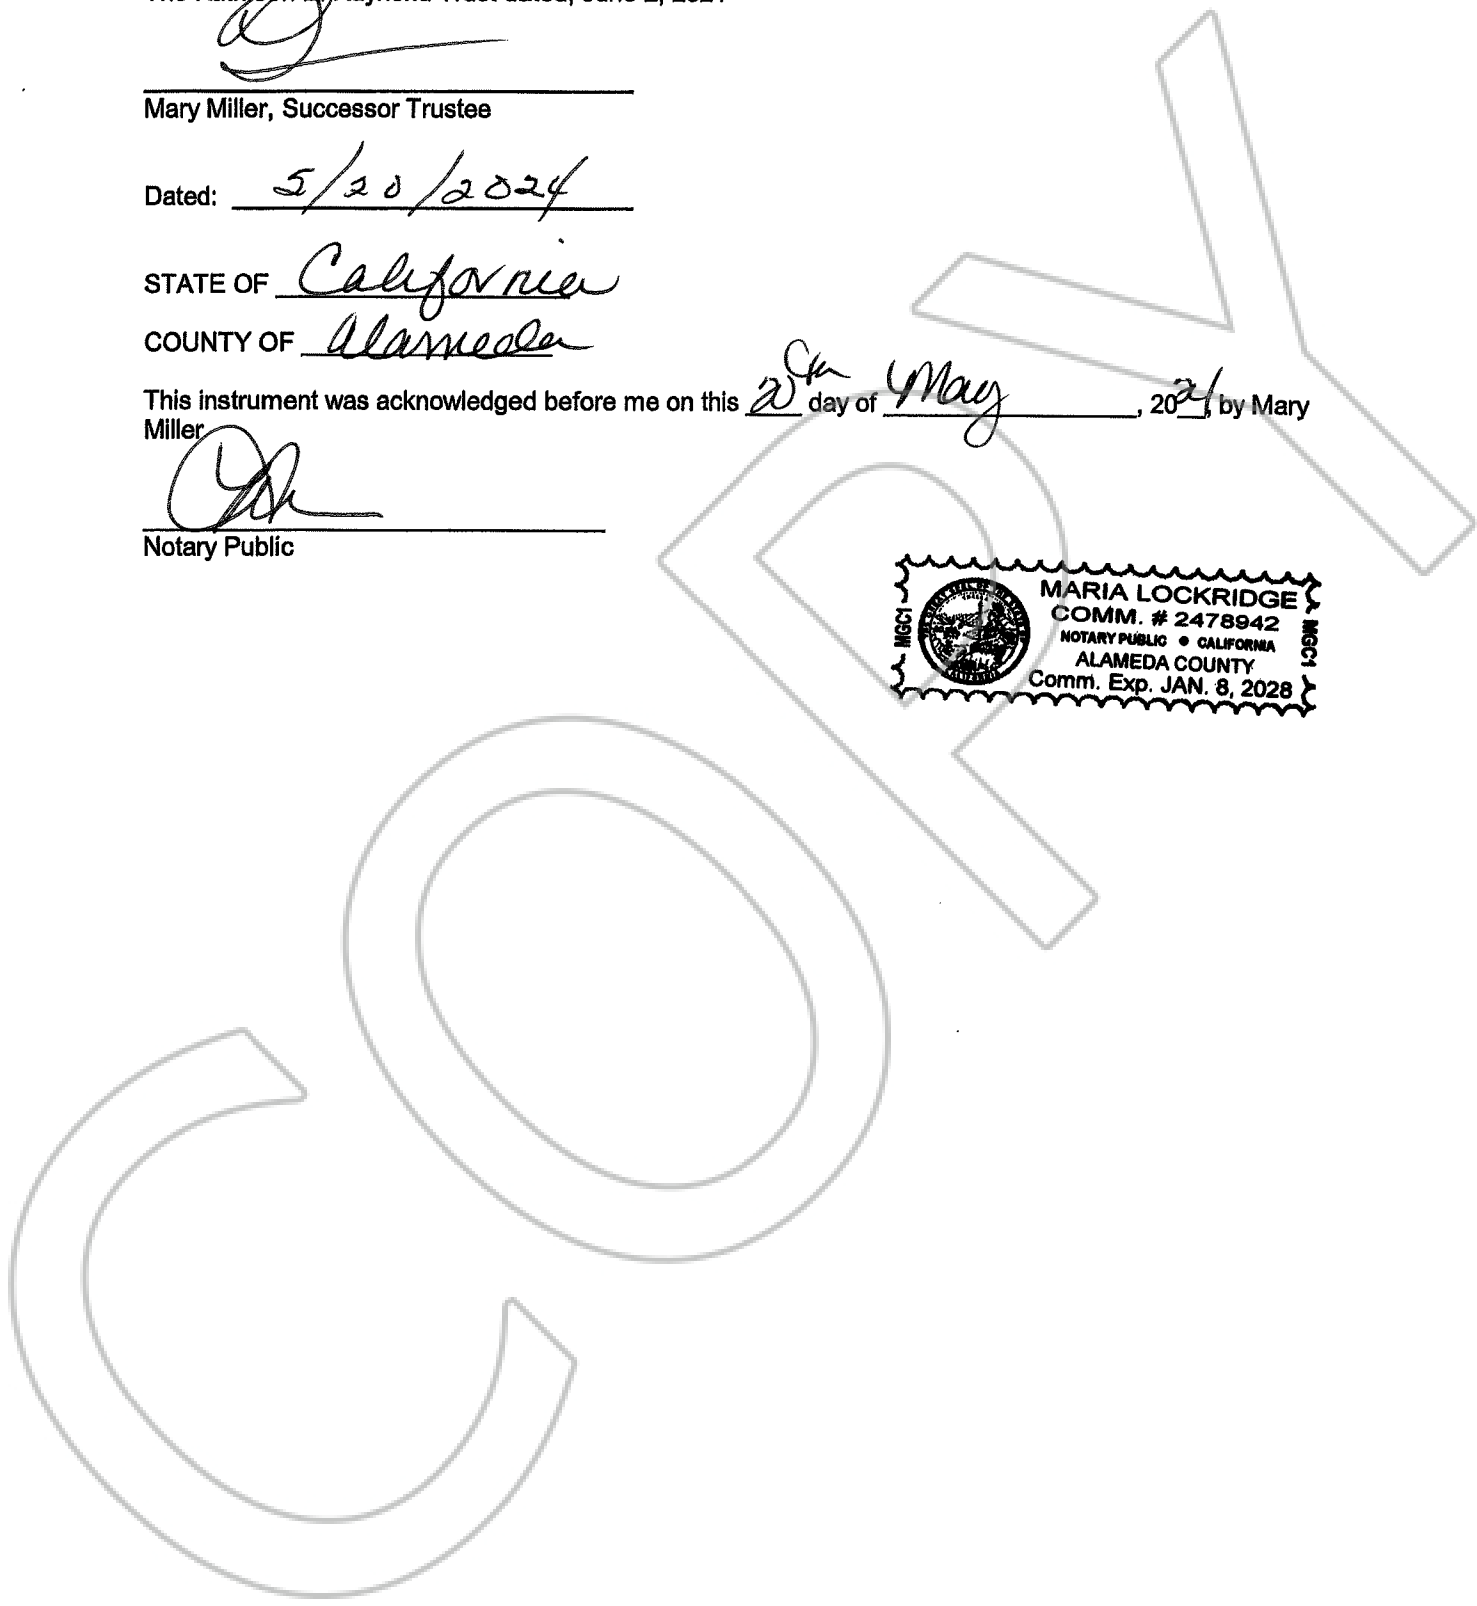 Mary Miller, Successor Trustee
Dated: 5/20/2024
STATE OF California
COUNTY OF Alameda
This instrument was acknowledged before me on this 20th day of May, 2024, by Mary
Miller
Notary Public
MARIA LOCKRIDGE
COMM. # 2478942
NOTARY PUBLIC ● CALIFORNIA
ALAMEDA COUNTY
Comm. Exp. JAN. 8, 2028
MGC1
MGC1
COPY